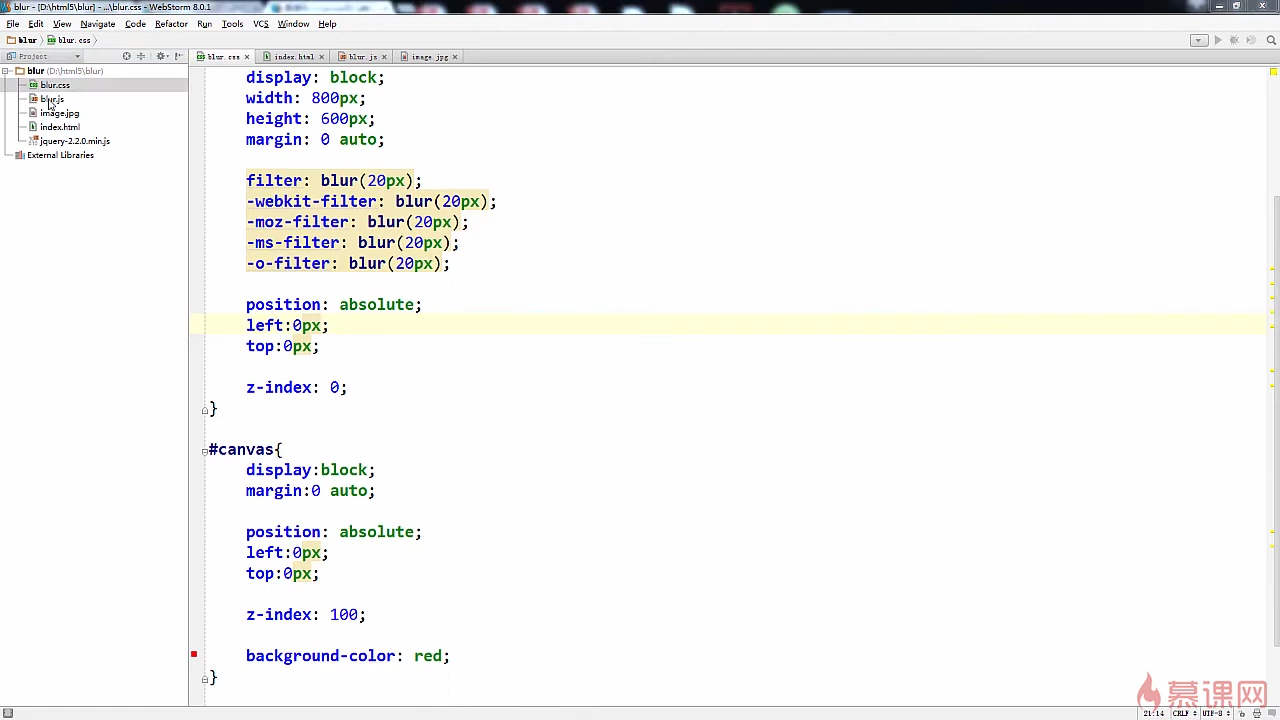 blur - [D:\html5\blur] - ...\blur.css - WebStorm 8.0.1
File Edit View Navigate Code Refactor Run Tools VCS Window Help
blur blur.css
Project
blur.css index.html blur.js image.jpg
blur (D:\html5\blur)
blur.css
blur.js
image.jpg
index.html
jquery-2.2.0.min.js
External Libraries
display: block;
width: 800px;
height: 600px;
margin: 0 auto;
filter: blur(20px);
-webkit-filter: blur(20px);
-moz-filter: blur(20px);
-ms-filter: blur(20px);
-o-filter: blur(20px);
position: absolute;
left:0px;
top:0px;
z-index: 0;
}
#canvas{
display:block;
margin:0 auto;
position: absolute;
left:0px;
top:0px;
z-index: 100;
background-color: red;
}
慕课网
21:14 CRLF UTF-8